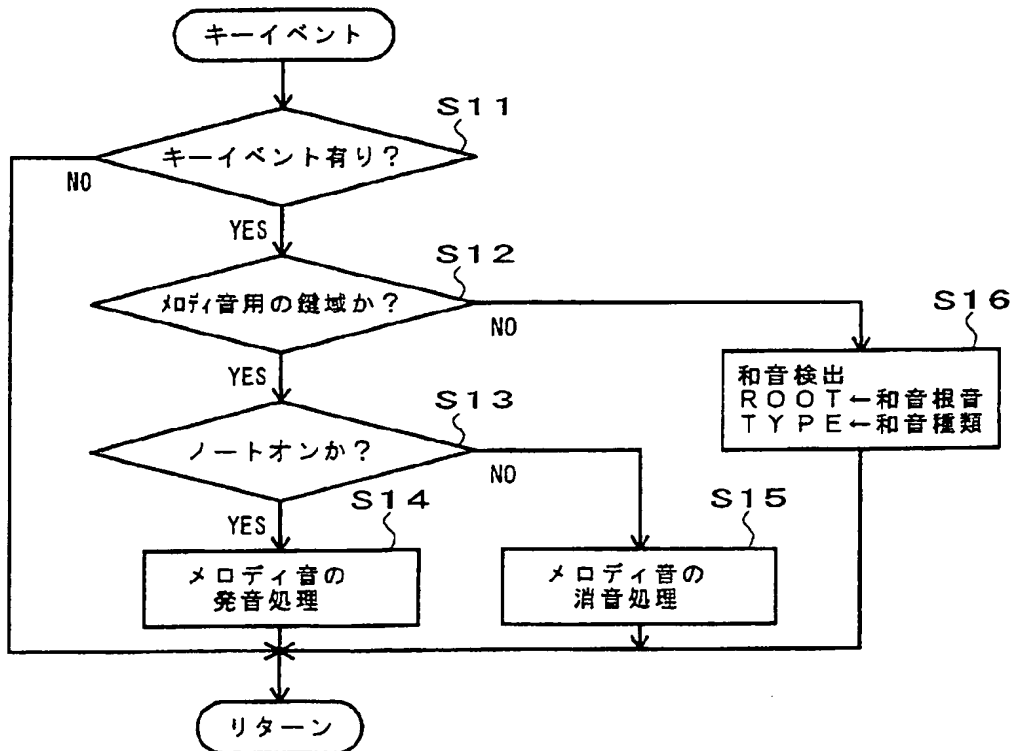 キーイベント
S11
キーイベント有り?
NO
YES
S12
メロディ音用の鍵域か?
NO
YES
S16
和音検出
ROOT←和音根音
TYPE←和音種類
S13
ノートオンか?
NO
YES
S14
メロディ音の
発音処理
S15
メロディ音の
消音処理
リターン